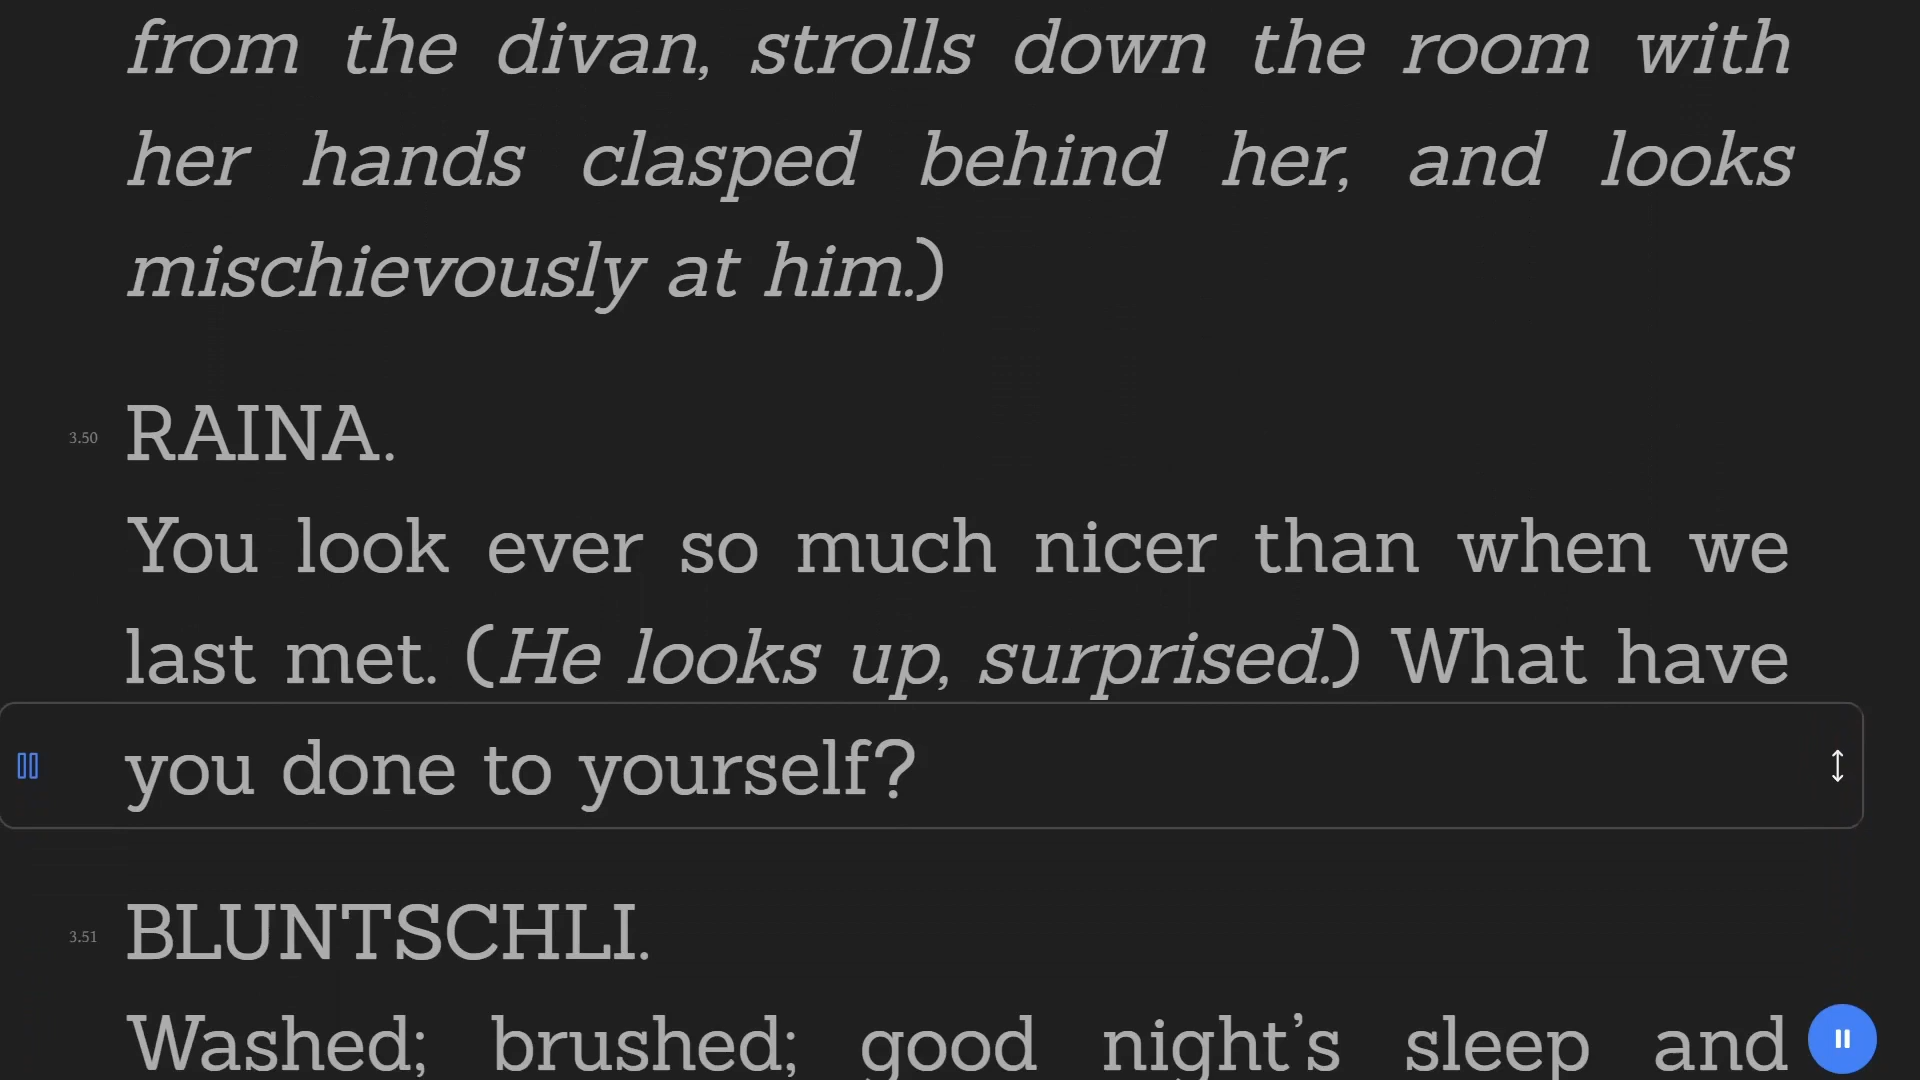 from the divan, strolls down the room with
her hands clasped behind her, and looks
mischievously at him.)
3.50 RAINA.
You look ever so much nicer than when we
last met. (He looks up, surprised.) What have
you done to yourself?
3.51 BLUNTSCHLI.
Washed; brushed; good night’s sleep and